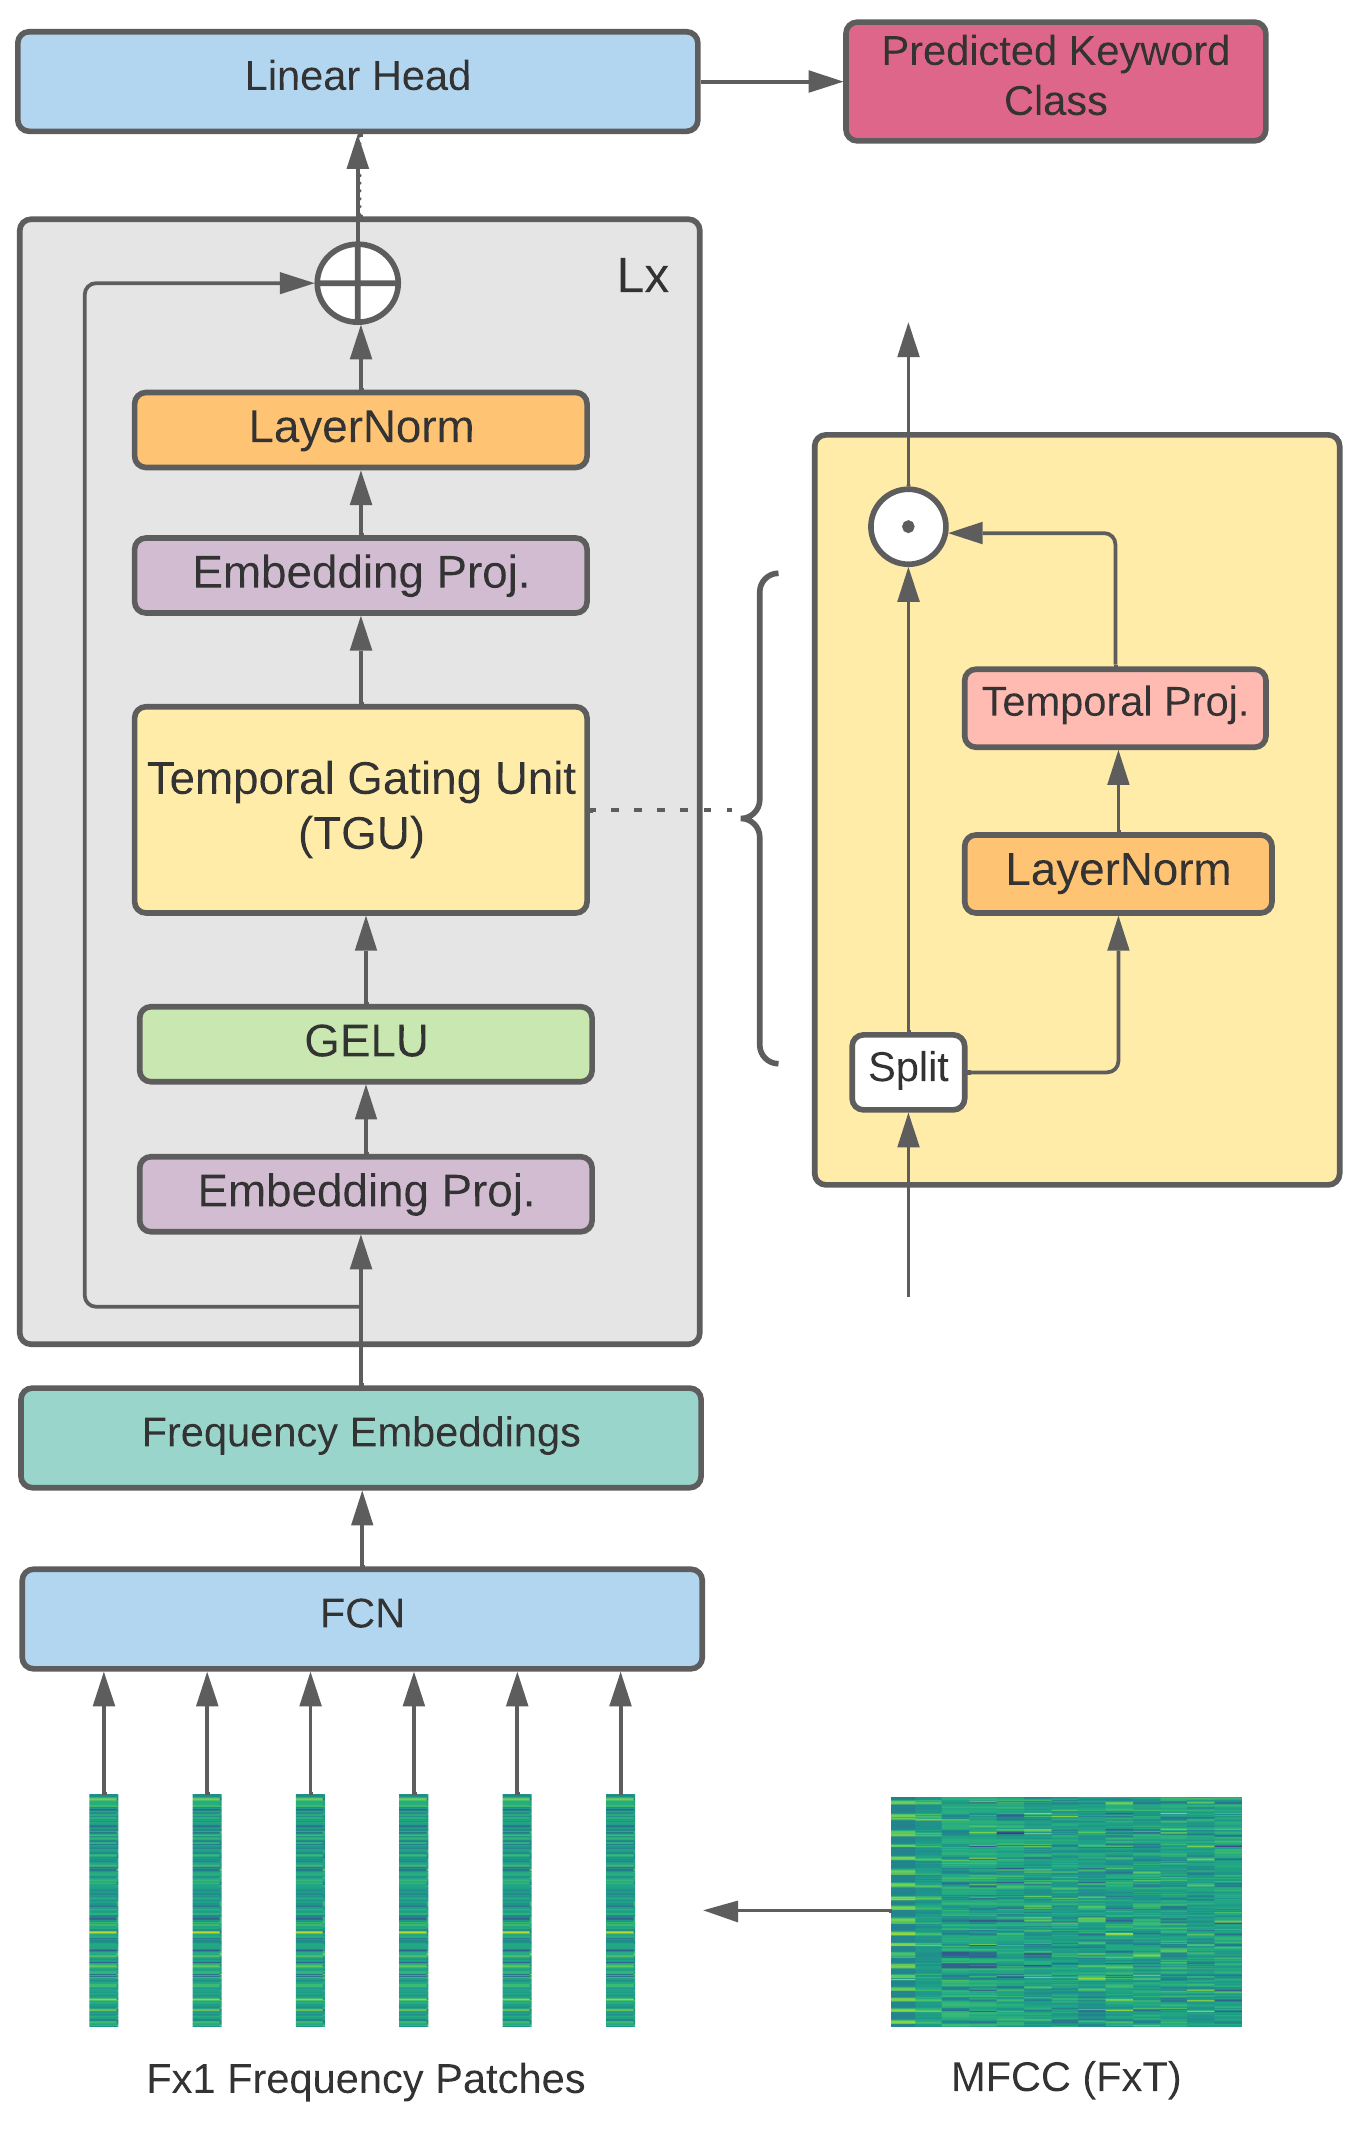 Linear Head
Predicted Keyword
Class
Lx
LayerNorm
Embedding Proj.
Temporal Gating Unit
(TGU)
GELU
Embedding Proj.
Temporal Proj.
LayerNorm
Split
Frequency Embeddings
FCN
Fx1 Frequency Patches
MFCC (FxT)